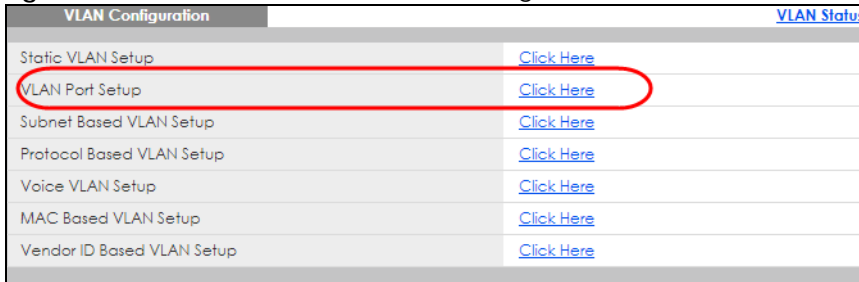 VLAN Configuration VLAN Status
Static VLAN Setup Click Here
VLAN Port Setup Click Here
Subnet Based VLAN Setup Click Here
Protocol Based VLAN Setup Click Here
Voice VLAN Setup Click Here
MAC Based VLAN Setup Click Here
Vendor ID Based VLAN Setup Click Here